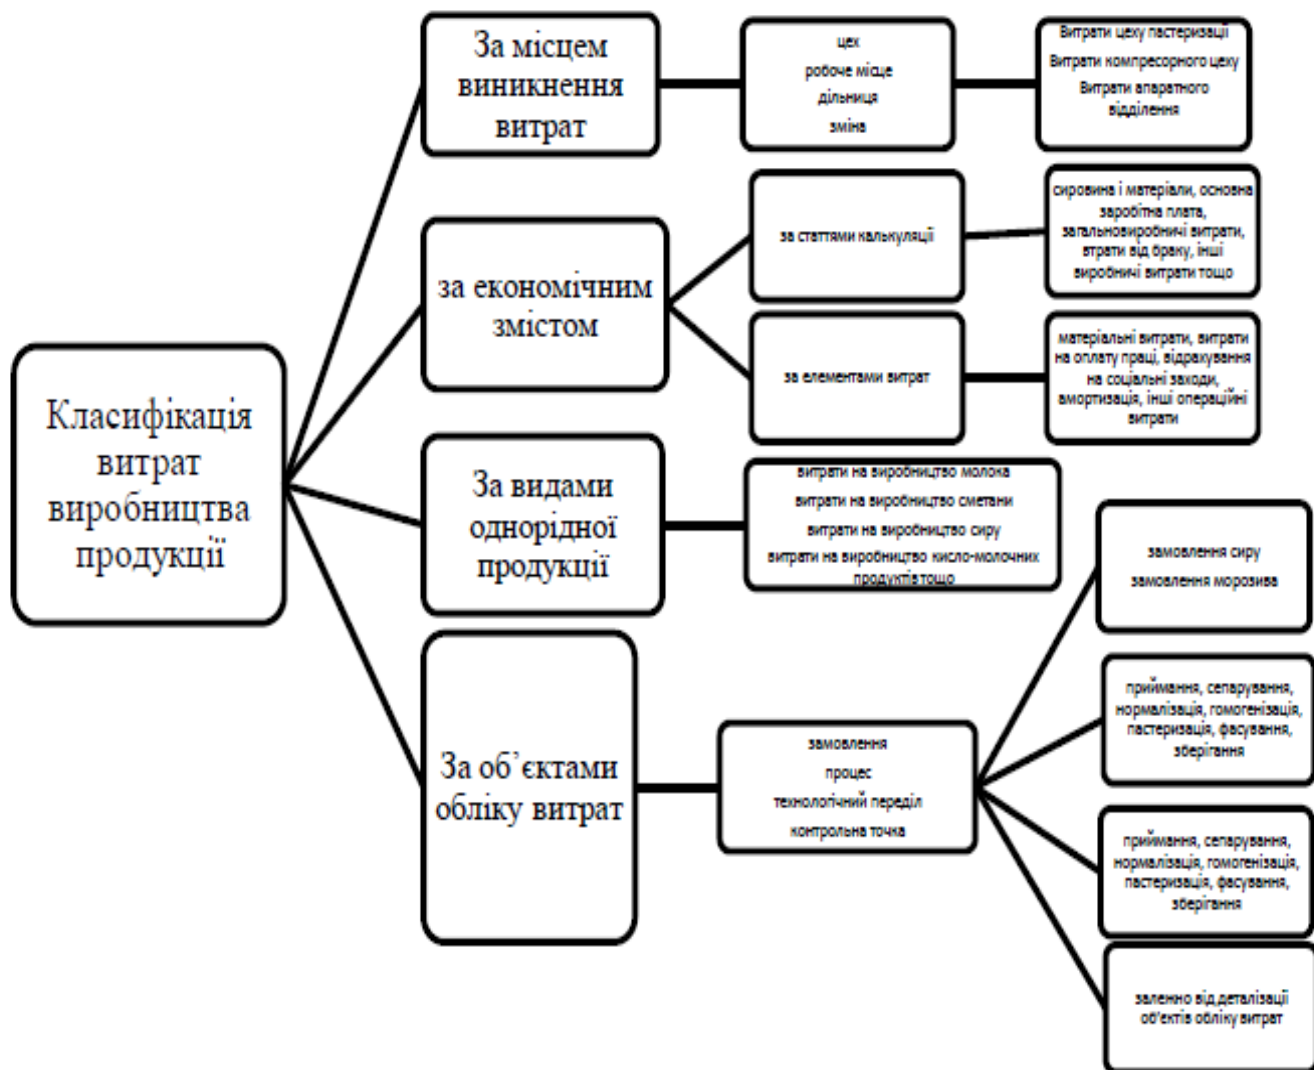 Класифікація
витрат
виробництва
продукції
За місцем
виникнення
витрат
цех
робоче місце
дільниця
зміна
Витрати цеху пастеризації
Витрати компресорного цеху
Витрати апаратного
відділення
за економічним
змістом
за статтями калькуляції
сировина і матеріали, основна
заробітна плата,
загальновиробничі витрати,
втрати від браку, інші
виробничі витрати тощо
за елементами витрат
матеріальні витрати, витрати
на оплату праці, відрахування
на соціальні заходи,
амортизація, інші операційні
витрати
За видами
однорідної
продукції
витрати на виробництво молока
витрати на виробництво сметани
витрати на виробництво сиру
витрати на виробництво кисло-молочних
продуктів тощо
За об’єктами
обліку витрат
замовлення
процес
технологічний переділ
контрольна точка
замовлення сиру
замовлення морозива
приймання, сепарування,
нормалізація, гомогенізація,
пастеризація, фасування,
зберігання
приймання, сепарування,
нормалізація, гомогенізація,
пастеризація, фасування,
зберігання
залежно від деталізації
об'єктів обліку витрат